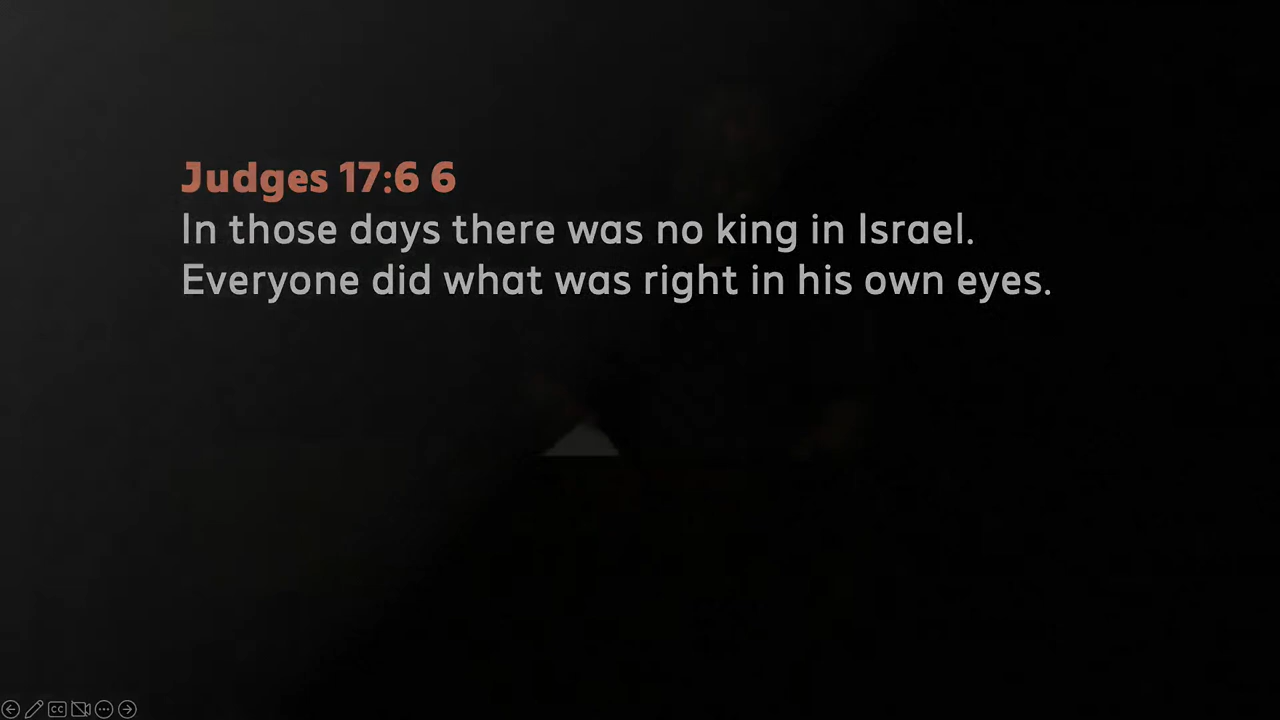 Judges 17:6 6
In those days there was no king in Israel.
Everyone did what was right in his own eyes.